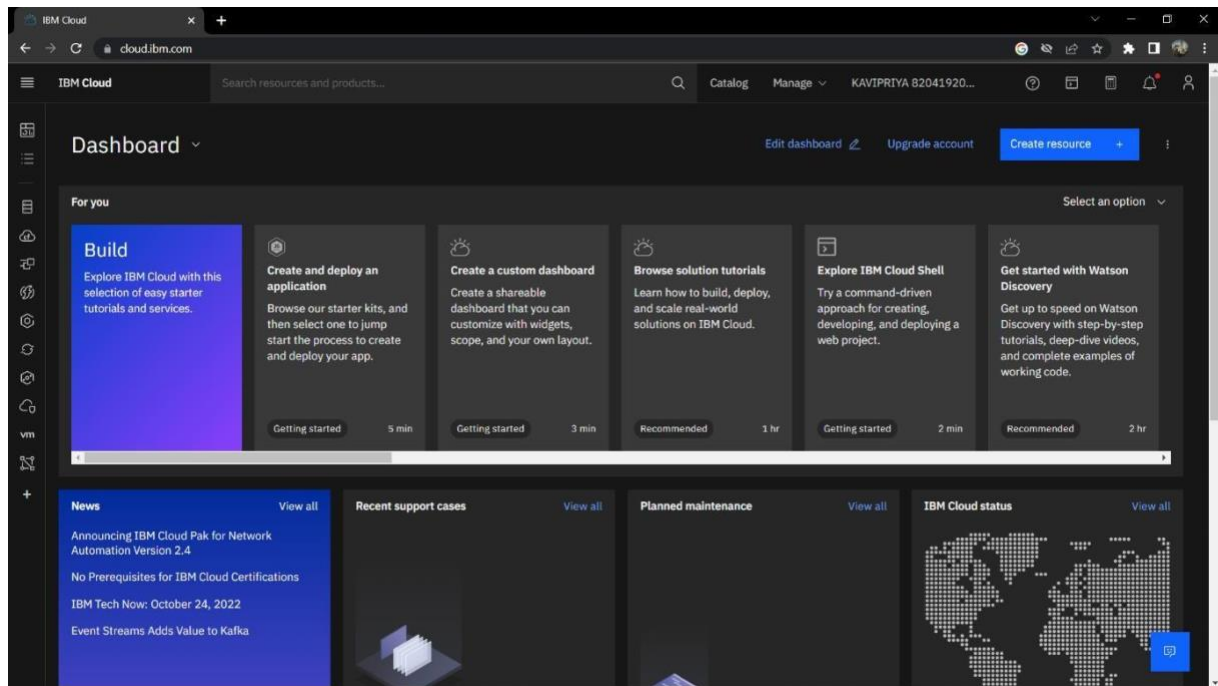 IBM Cloud
cloud.ibm.com
IBM Cloud
Search resources and products...
Catalog
Manage
KAVIPRIYA 82041920...
Dashboard
Edit dashboard
Upgrade account
Create resource +
For you
Select an option
Build
Explore IBM Cloud with this
selection of easy starter
tutorials and services.
Create and deploy an
application
Browse our starter kits, and
then select one to jump
start the process to create
and deploy your app.
Getting started
5 min
Create a custom dashboard
Create a shareable
dashboard that you can
customize with widgets,
scope, and your own layout.
Getting started
3 min
Browse solution tutorials
Learn how to build, deploy,
and scale real-world
solutions on IBM Cloud.
Recommended
1 hr
Explore IBM Cloud Shell
Try a command-driven
approach for creating,
developing, and deploying a
web project.
Getting started
2 min
Get started with Watson
Discovery
Get up to speed on Watson
Discovery with step-by-step
tutorials, deep-dive videos,
and complete examples of
working code.
Recommended
2 hr
vm
News
View all
Announcing IBM Cloud Pak for Network
Automation Version 2.4
No Prerequisites for IBM Cloud Certifications
IBM Tech Now: October 24, 2022
Event Streams Adds Value to Kafka
Recent support cases
View all
Planned maintenance
View all
IBM Cloud status
View all